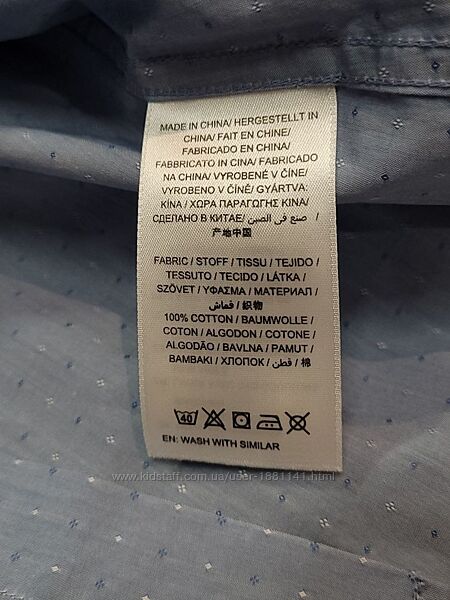 MADE IN CHINA/ HERGESTELLT IN
CHINA/ FAIT EN CHINE/
FABRICADO EN CHINA/
FABBRICATO IN CINA/ FABRICADO
NA CHINA/ VYROBENÉ V ČÍNE/
VYROBENO V ČÍNĚ/ GYÁRTVA:
KÍNA / ΧΩΡΑ ΠΑΡΑΓΩΓΗΣ ΚΙΝΑ/
СДЕЛАНО В КИТАЕ/ صنع في الصين /
产地中国
FABRIC / STOFF / TISSU / TEJIDO /
TESSUTO / TECIDO / LÁTKA /
SZÖVET / ΥΦΑΣΜΑ / МАТЕРИАЛ /
قماش / 织物
100% COTTON / BAUMWOLLE /
COTON / ALGODON / COTONE /
ALGODÃO / BAVLNA / PAMUT /
ΒΑΜΒΑΚΙ / ХЛОПОК / قطن / 棉
40
EN: WASH WITH SIMILAR
www.kidstaff.com.ua/user-1881141.html